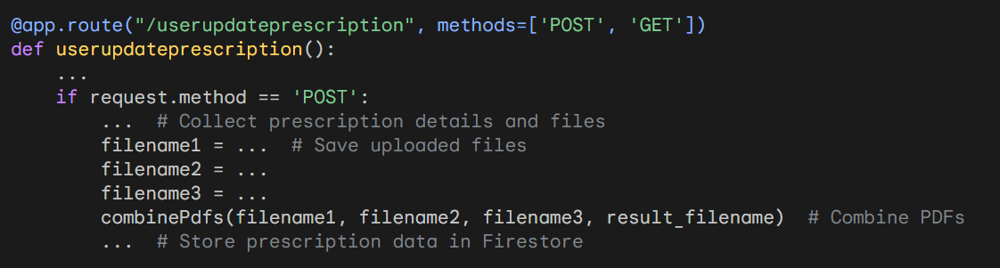 @app.route("/userupdateprescription", methods=['POST', 'GET'])
def userupdateprescription():
    ...
    if request.method == 'POST':
        ...  # Collect prescription details and files
        filename1 = ...  # Save uploaded files
        filename2 = ...
        filename3 = ...
        combinePdfs(filename1, filename2, filename3, result_filename)  # Combine PDFs
        ...  # Store prescription data in Firestore